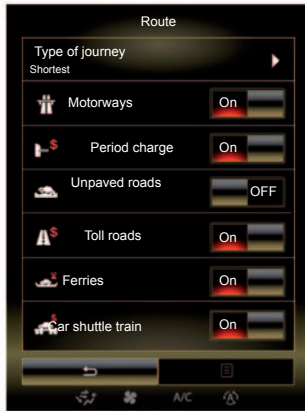 Route
Type of journey
Shortest
Motorways On
Period charge On
Unpaved roads OFF
Toll roads On
Ferries On
Car shuttle train On
A/C